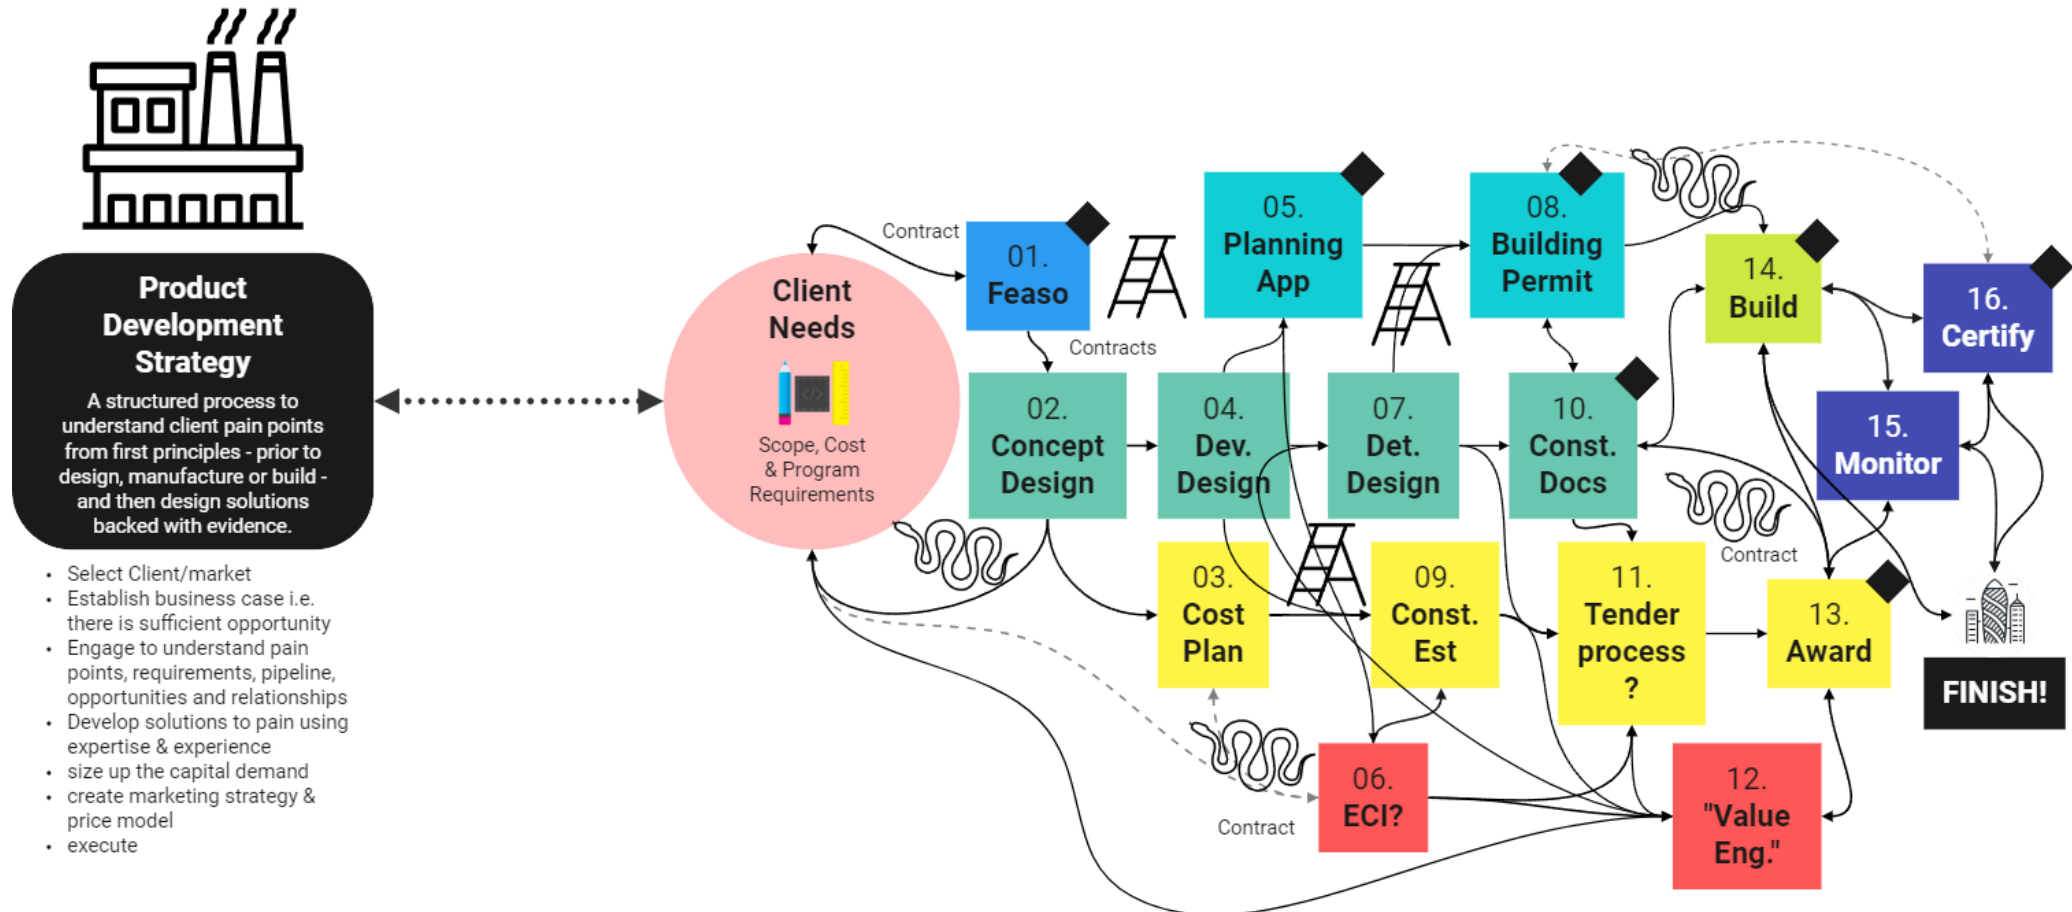 Product
Development
Strategy
A structured process to
understand client pain points
from first principles - prior to
design, manufacture or build -
and then design solutions
backed with evidence.
• Select Client/market
• Establish business case i.e.
there is sufficient opportunity
• Engage to understand pain
points, requirements, pipeline,
opportunities and relationships
• Develop solutions to pain using
expertise & experience
• size up the capital demand
• create marketing strategy &
price model
• execute
Client
Needs
</>
Scope, Cost
& Program
Requirements
Contract
01.
Feaso
Contracts
02.
Concept
Design
03.
Cost
Plan
04.
Dev.
Design
05.
Planning
App
Contract
06.
ECI?
07.
Det.
Design
08.
Building
Permit
09.
Const.
Est
10.
Const.
Docs
11.
Tender
process
?
12.
"Value
Eng."
Contract
13.
Award
14.
Build
15.
Monitor
16.
Certify
FINISH!